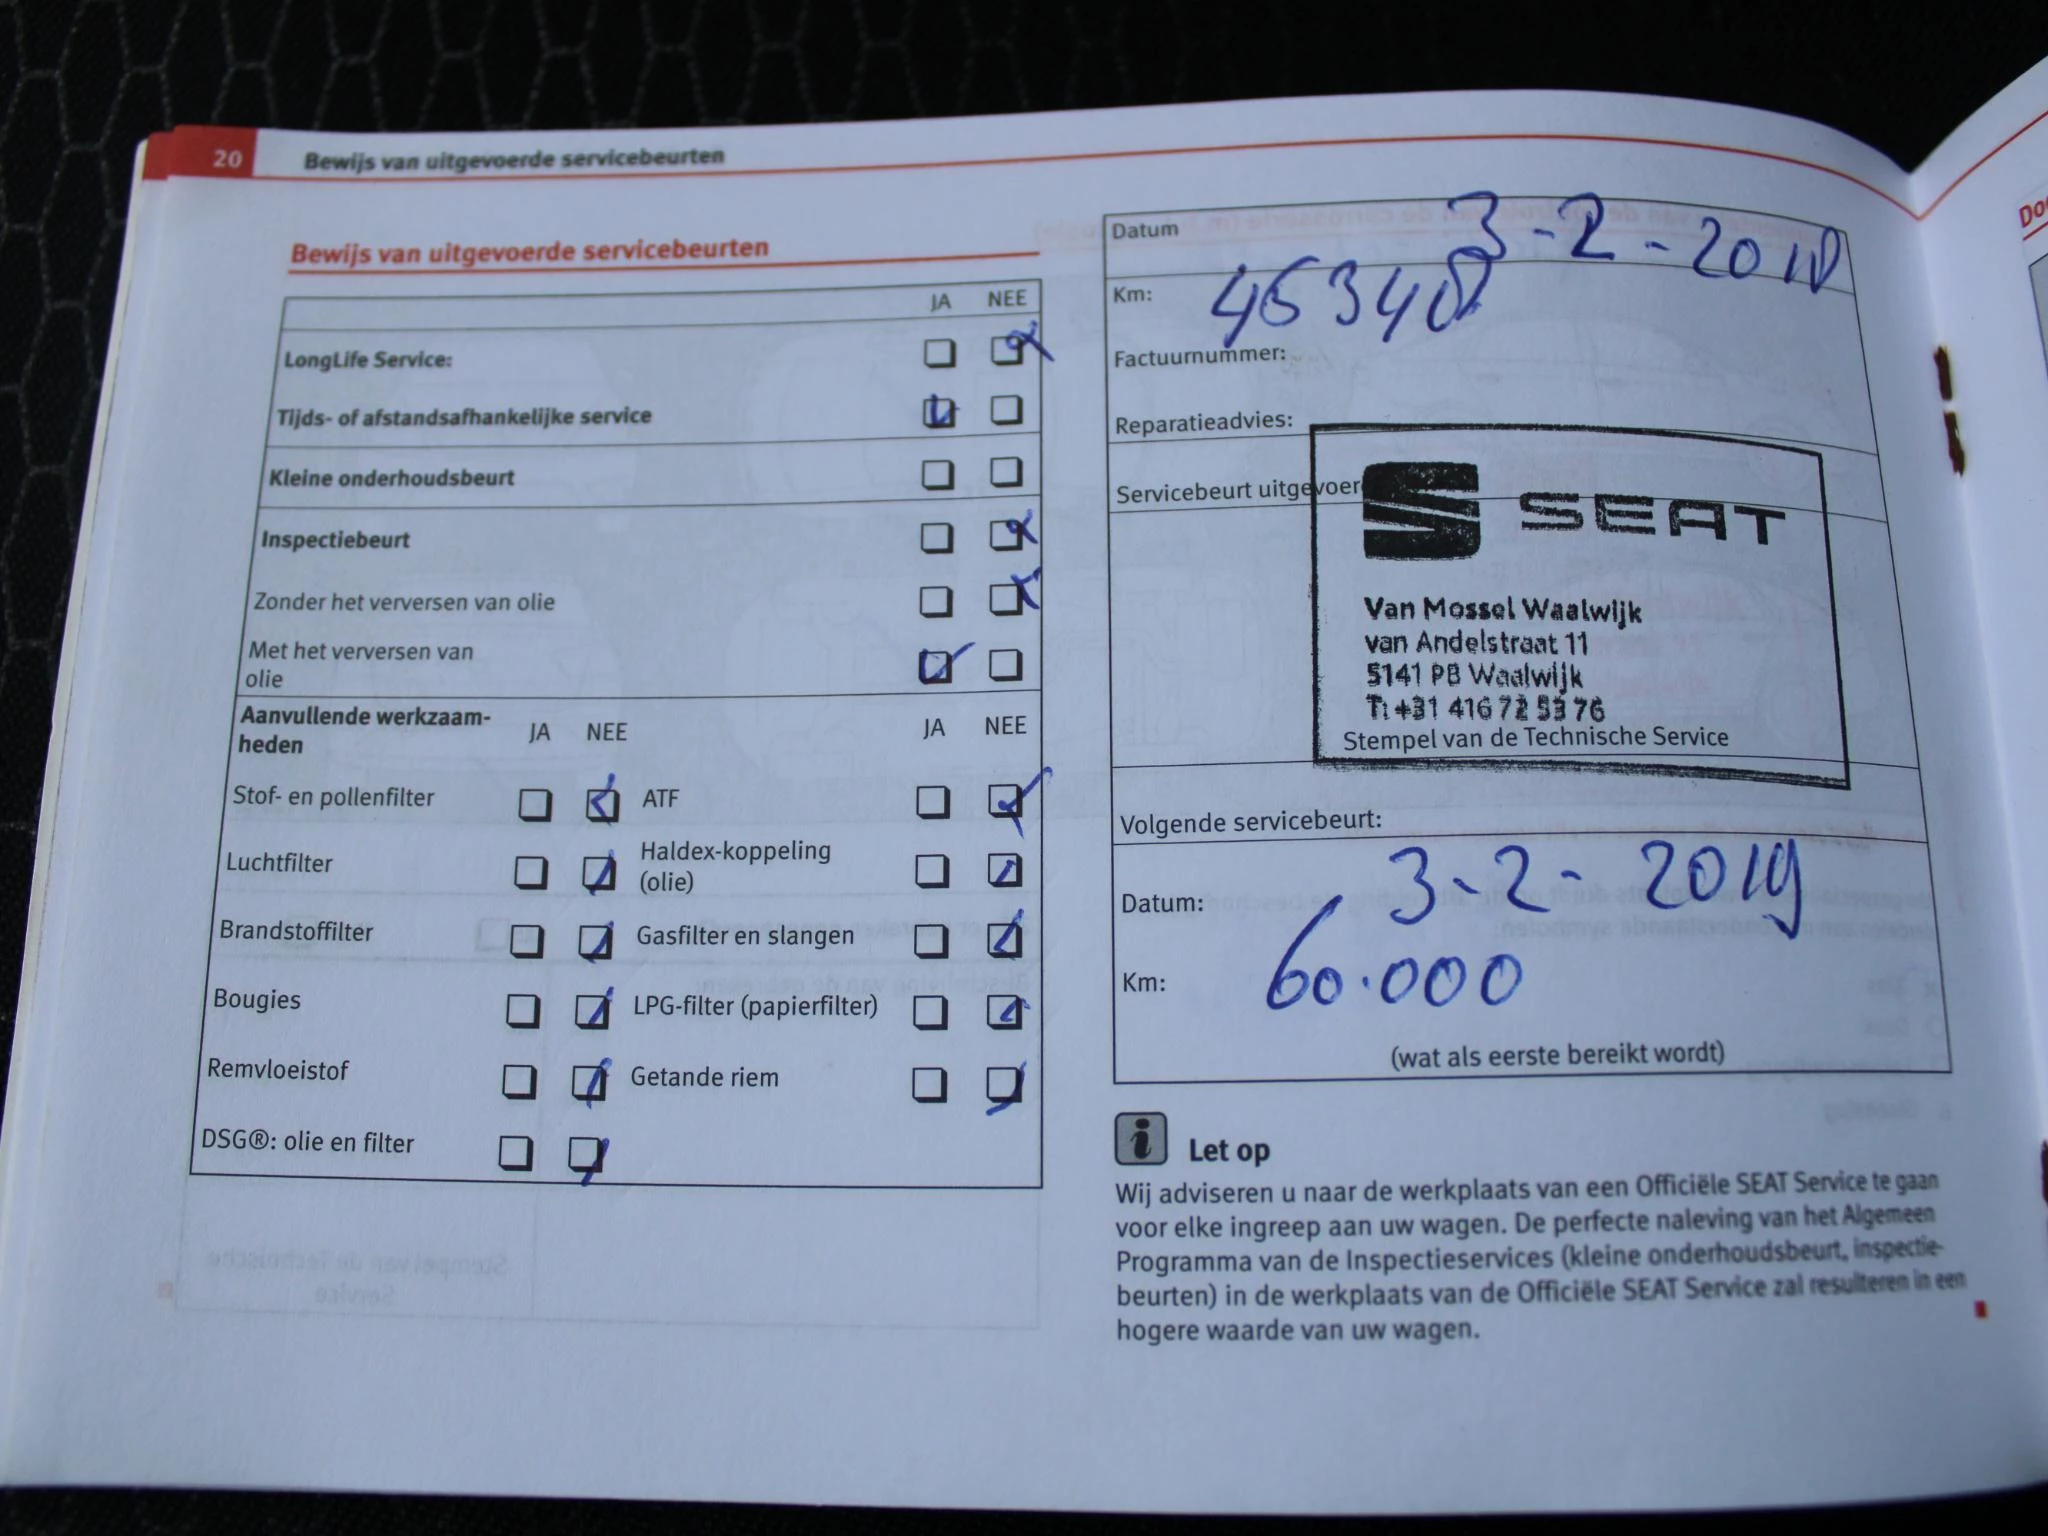 20 Bewijs van uitgevoerde servicebeurten
Bewijs van uitgevoerde servicebeurten
JA NEE
LongLife Service:
Tijds- of afstandsafhankelijke service
Kleine onderhoudsbeurt
Inspectiebeurt
Zonder het verversen van olie
Met het verversen van
olie
Aanvullende werkzaam-
heden
JA NEE JA NEE
Stof- en pollenfilter ATF
Luchtfilter Haldex-koppeling
(olie)
Brandstoffilter Gasfilter en slangen
Bougies LPG-filter (papierfilter)
Remvloeistof Getande riem
DSG®: olie en filter
Datum 3-2-2018
Km: 45348
Factuurnummer:
Reparatieadvies:
Servicebeurt uitgevoer
SEAT
Van Mossel Waalwijk
van Andelstraat 11
5141 PB Waalwijk
T: +31 416 72 53 76
Stempel van de Technische Service
Volgende servicebeurt:
Datum: 3-2-2019
Km: 60.000
(wat als eerste bereikt wordt)
i Let op
Wij adviseren u naar de werkplaats van een Officiële SEAT Service te gaan
voor elke ingreep aan uw wagen. De perfecte naleving van het Algemeen
Programma van de Inspectieservices (kleine onderhoudsbeurt, inspectie-
beurten) in de werkplaats van de Officiële SEAT Service zal resulteren in een
hogere waarde van uw wagen.